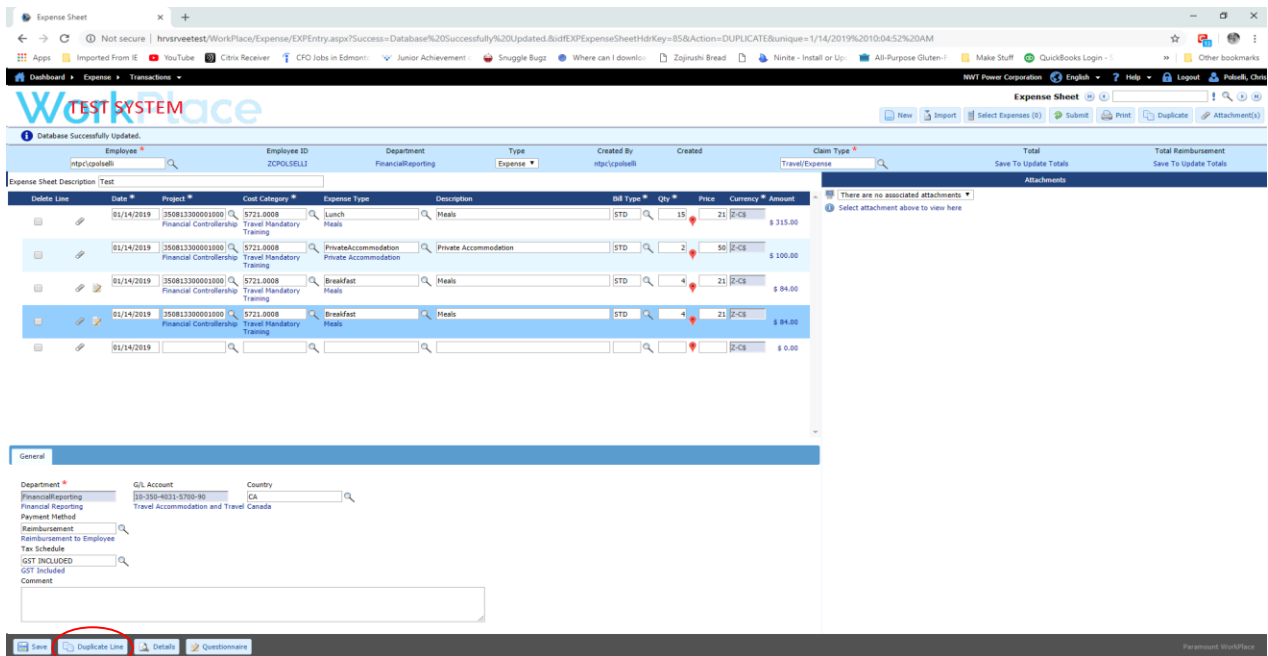 Expense Sheet
Not secure | hrvsrveetest/WorkPlace/Expense/EXPEntry.aspx?Success=Database%20Successfully%20Updated.&idfEXPExpenseSheetHdrKey=85&Action=DUPLICATE&unique=1/14/2019%2010:04:52%20AM
Apps Imported From IE YouTube Citrix Receiver CFO Jobs in Edmonto Junior Achievement Snuggle Bugz Where can I downloa Zojirushi Bread Ninite - Install or Upd All-Purpose Gluten-F Make Stuff QuickBooks Login - S » Other bookmarks
Dashboard Expense Transactions NWT Power Corporation English ? Help Logout Polselli, Chris
WorkPlace
TEST SYSTEM
Expense Sheet
New Import Select Expenses (0) Submit Print Duplicate Attachment(s)
Database Successfully Updated.
Employee * Employee ID Department Type Created By Created Claim Type * Total Total Reimbursement
ntpc\cpolselli ZCPOLSELLI FinancialReporting Expense ntpc\cpolselli Travel/Expense Save To Update Totals Save To Update Totals
Expense Sheet Description Test Attachments
Delete Line Date * Project * Cost Category * Expense Type Description Bill Type * Qty * Price Currency * Amount
There are no associated attachments
Select attachment above to view here
01/14/2019 350813300001000 5721.0008 Lunch Meals STD 15 21 Z-C$ $ 315.00
Financial Controllership Travel Mandatory Training Meals
01/14/2019 350813300001000 5721.0008 PrivateAccommodation Private Accommodation STD 2 50 Z-C$ $ 100.00
Financial Controllership Travel Mandatory Training Private Accommodation
01/14/2019 350813300001000 5721.0008 Breakfast Meals STD 4 21 Z-C$ $ 84.00
Financial Controllership Travel Mandatory Training Meals
01/14/2019 350813300001000 5721.0008 Breakfast Meals STD 4 21 Z-C$ $ 84.00
Financial Controllership Travel Mandatory Training Meals
01/14/2019 Z-C$ $ 0.00
General
Department * G/L Account Country
FinancialReporting 10-350-4031-5700-90 CA
Financial Reporting Travel Accommodation and Travel Canada
Payment Method
Reimbursement
Reimbursement to Employee
Tax Schedule
GST INCLUDED
GST Included
Comment
Save Duplicate Line Details Questionnaire Paramount WorkPlace